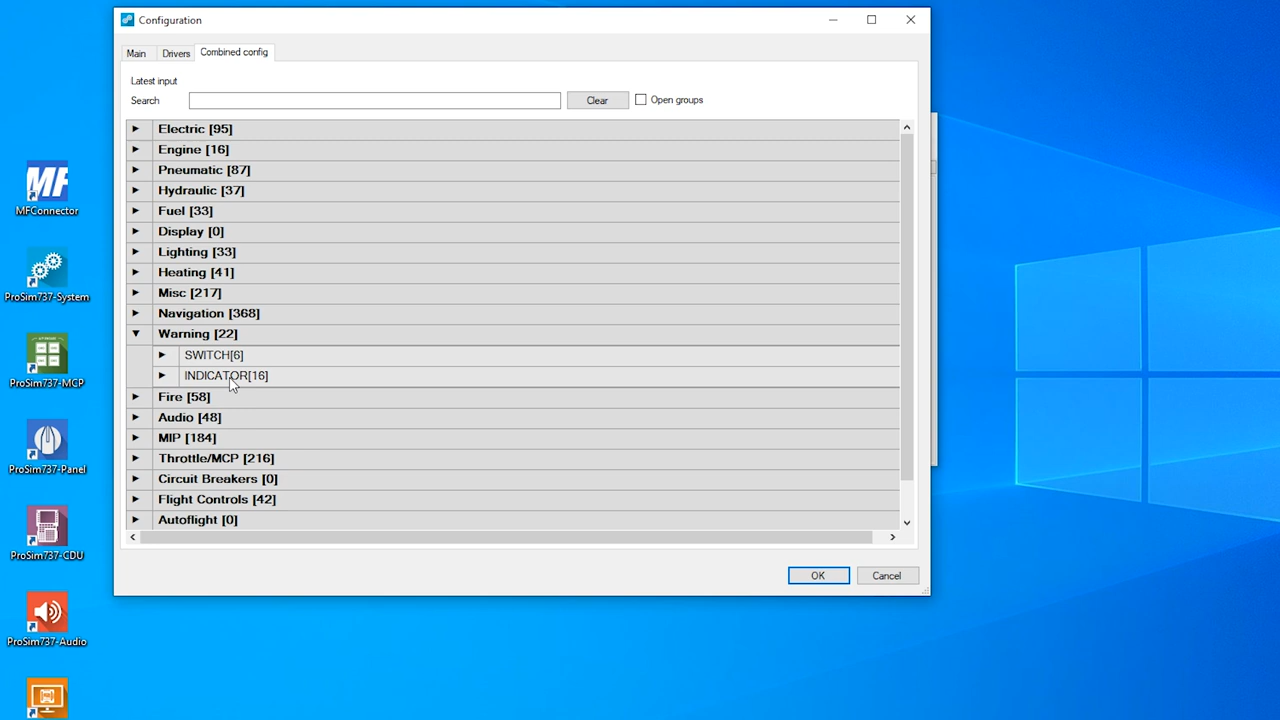 Configuration
Main Drivers Combined config
Latest input
Search Clear Open groups
Electric [95]
Engine [16]
Pneumatic [87]
Hydraulic [37]
Fuel [33]
Display [0]
Lighting [33]
Heating [41]
Misc [217]
Navigation [368]
Warning [22]
SWITCH[6]
INDICATOR[16]
Fire [58]
Audio [48]
MIP [184]
Throttle/MCP [216]
Circuit Breakers [0]
Flight Controls [42]
Autoflight [0]
OK Cancel
MF
MFConnector
ProSim737-System
ProSim737-MCP
ProSim737-Panel
ProSim737-CDU
ProSim737-Audio